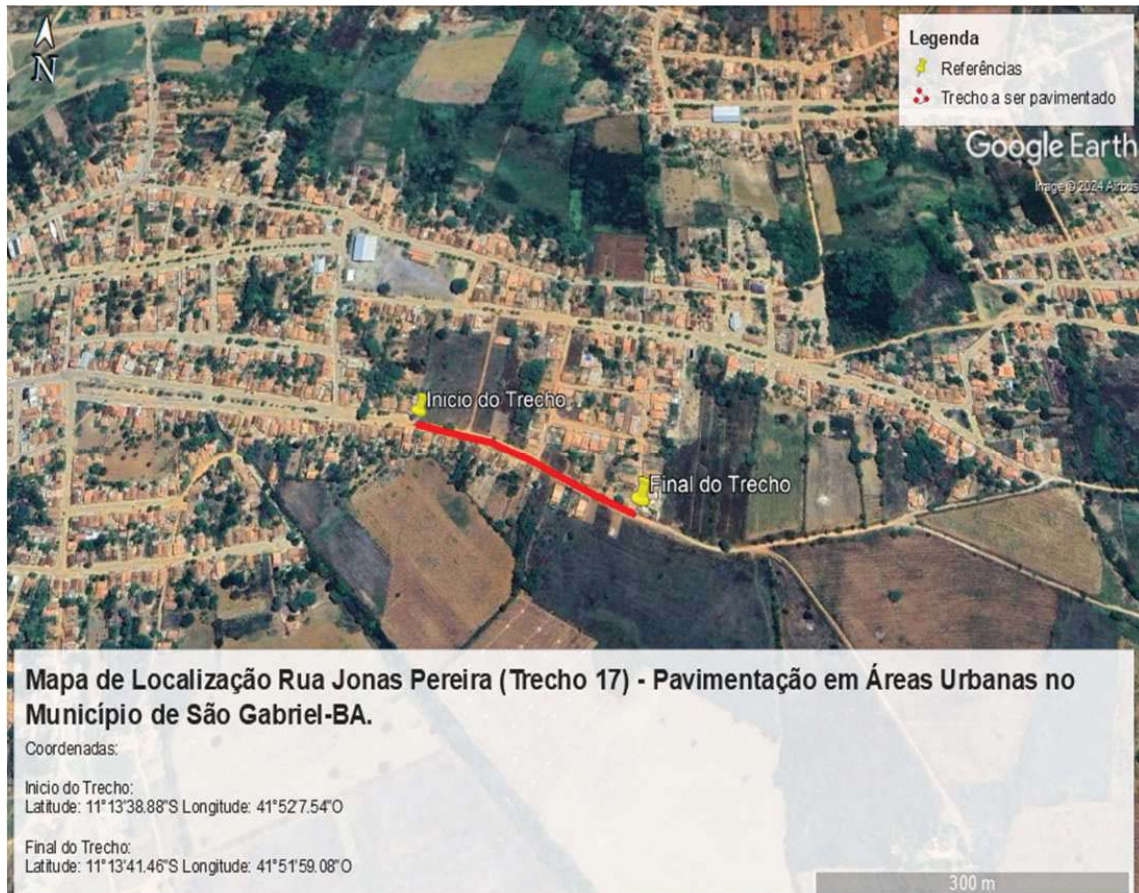 N
Legenda
Referências
Trecho a ser pavimentado
Google Earth
Image © 2024 Airbus
Início do Trecho
Final do Trecho
Mapa de Localização Rua Jonas Pereira (Trecho 17) - Pavimentação em Áreas Urbanas no
Município de São Gabriel-BA.
Coordenadas:
Inicio do Trecho:
Latitude: 11°13'38.88"S Longitude: 41°52'7.54"O
Final do Trecho:
Latitude: 11°13'41.46"S Longitude: 41°51'59.08"O
300 m